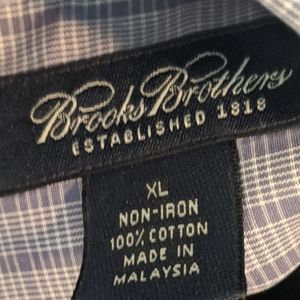 Brooks Brothers
ESTABLISHED 1818
XL
NON-IRON
100% COTTON
MADE IN
MALAYSIA